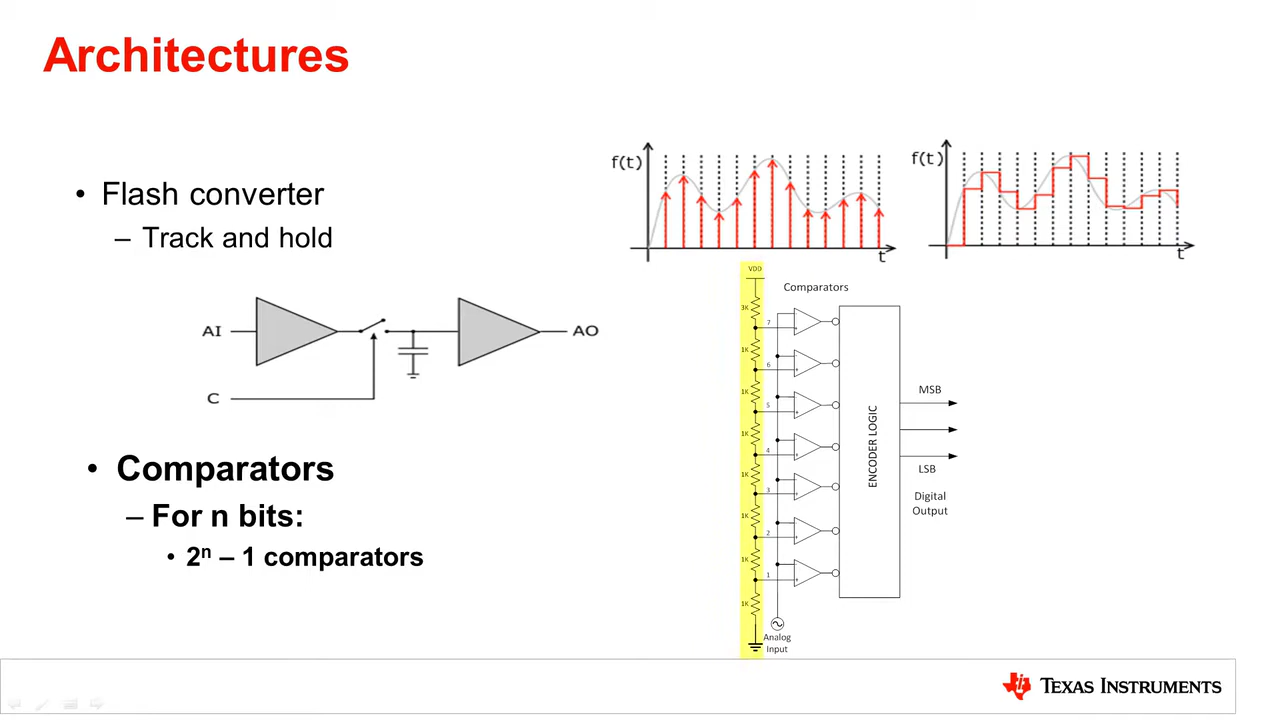 Architectures
• Flash converter
– Track and hold
AI
AO
C
• Comparators
– For n bits:
• 2ⁿ – 1 comparators
f(t)
t
f(t)
t
VDD
Comparators
3K
7
1K
6
1K
5
1K
4
1K
3
1K
2
1K
1
1K
ENCODER LOGIC
MSB
LSB
Digital
Output
Analog
Input
TEXAS INSTRUMENTS